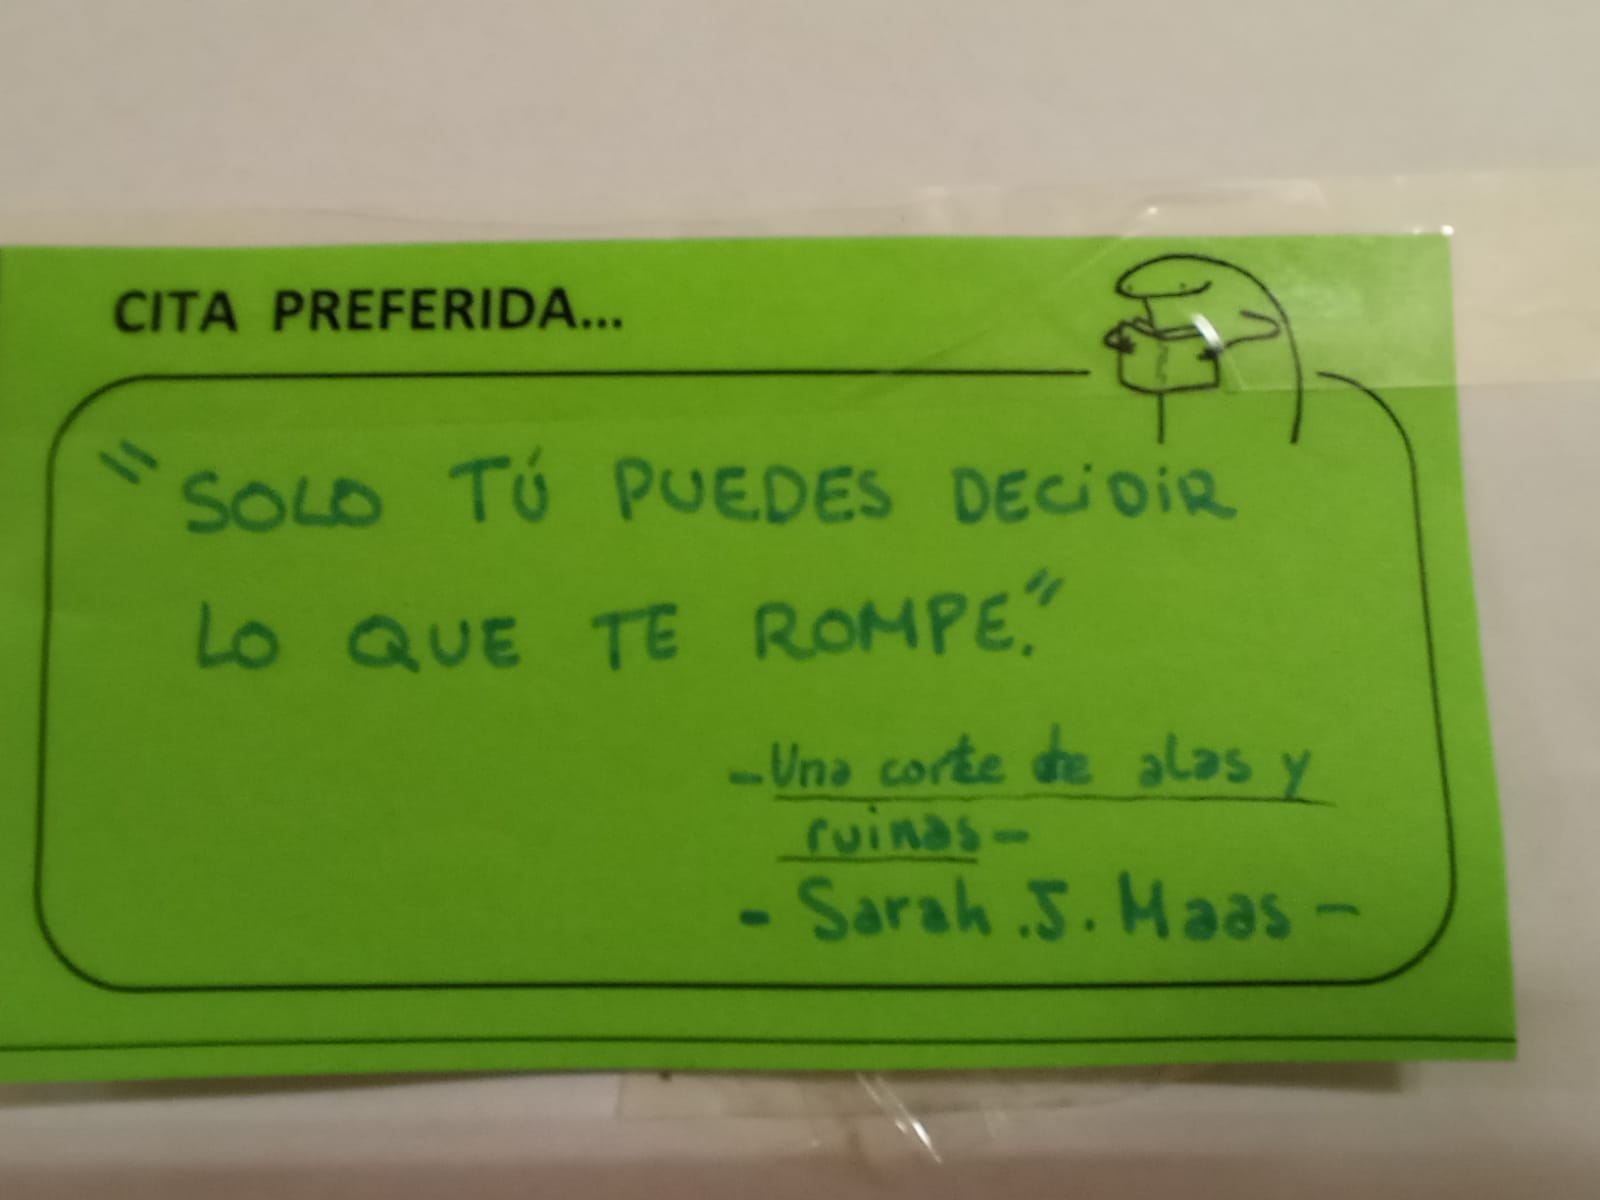 CITA PREFERIDA...
"SOLO TÚ PUEDES DECIDIR
LO QUE TE ROMPE."
-Una corte de alas y
ruinas-
- Sarah .J. Maas -